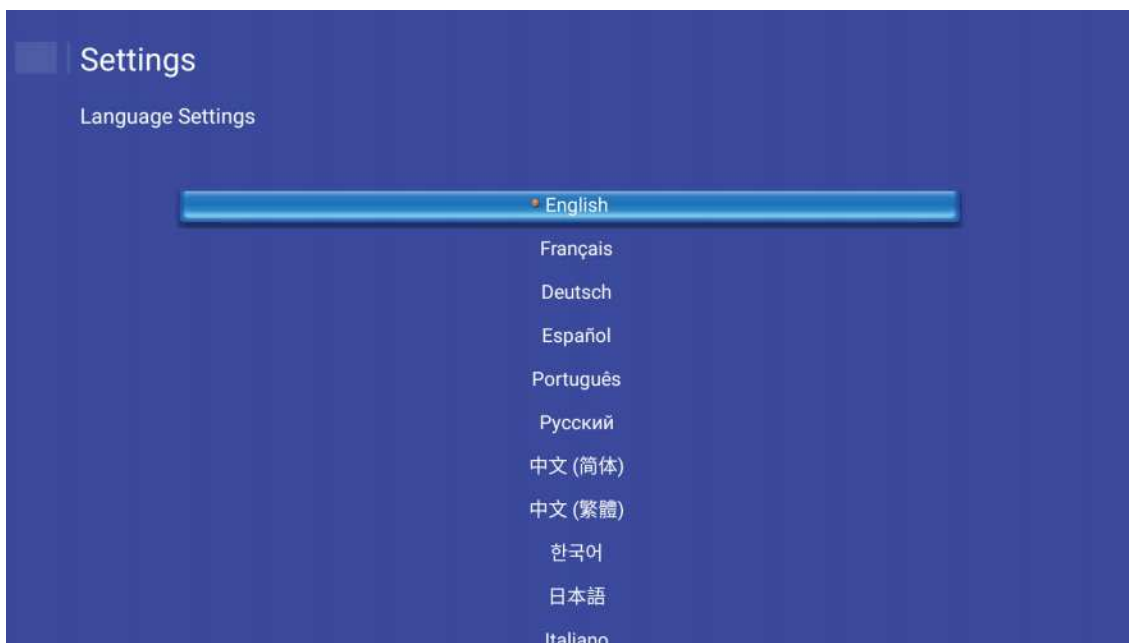 Settings
Language Settings
English
Français
Deutsch
Español
Português
Русский
中文 (简体)
中文 (繁體)
한국어
日本語
Italiano